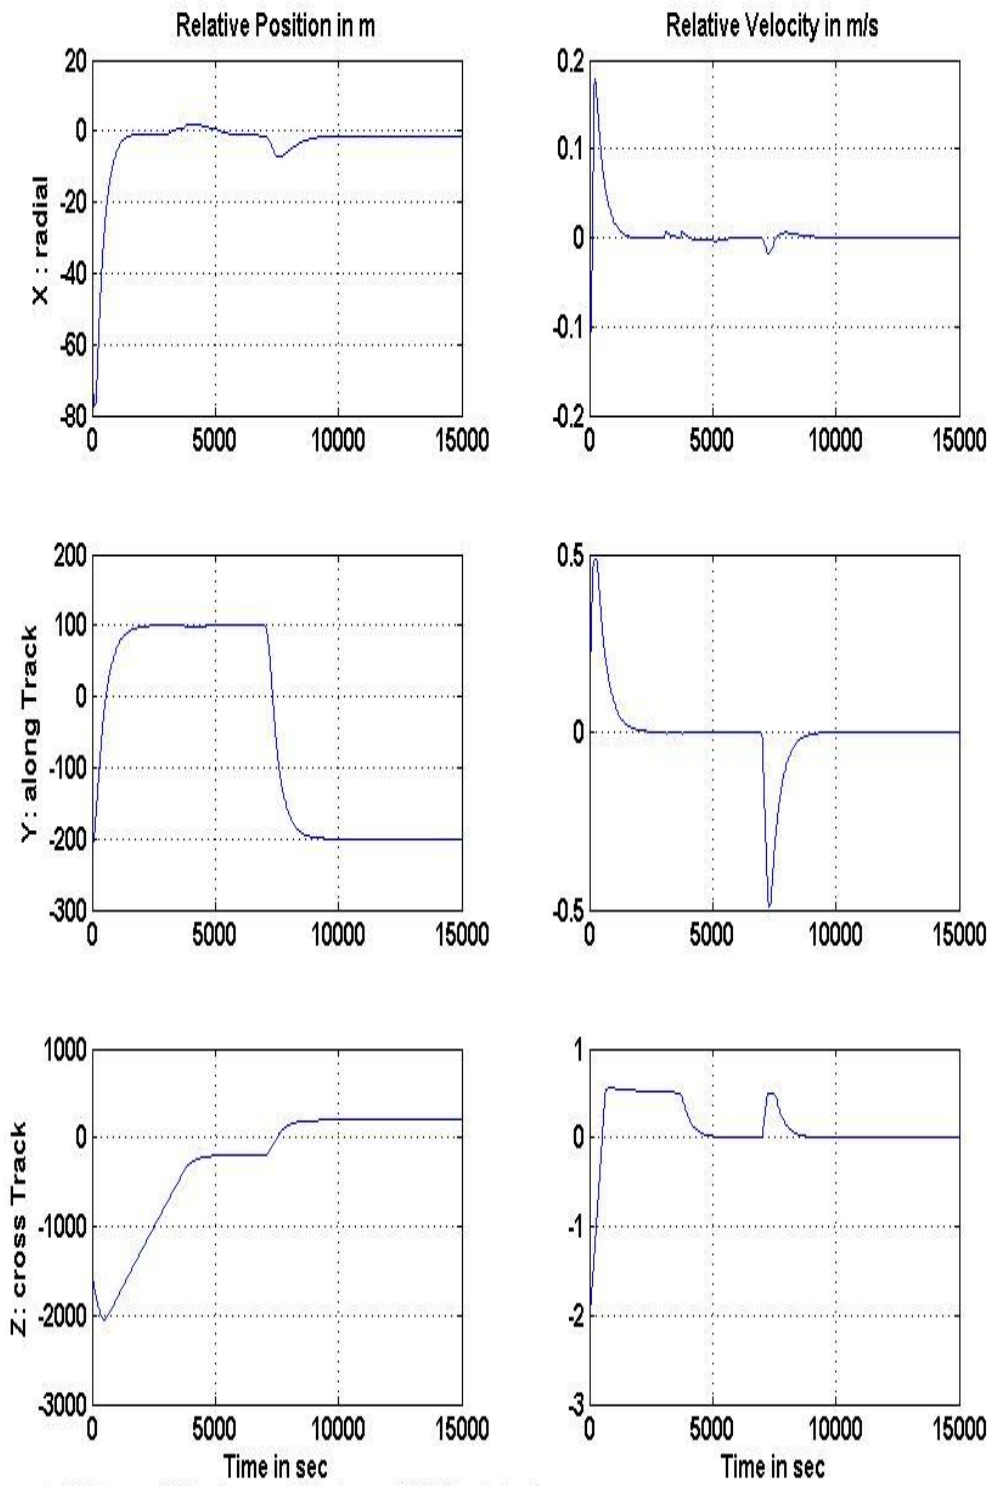 Relative Position in m
Relative Velocity in m/s
20
0
-20
-40
-60
-80
X : radial
0 5000 10000 15000
0.2
0.1
0
-0.1
-0.2
0 5000 10000 15000
200
100
0
-100
-200
-300
Y: along Track
0 5000 10000 15000
0.5
0
-0.5
0 5000 10000 15000
1000
0
-1000
-2000
-3000
Z: cross Track
0 5000 10000 15000
Time in sec
1
0
-1
-2
-3
0 5000 10000 15000
Time in sec